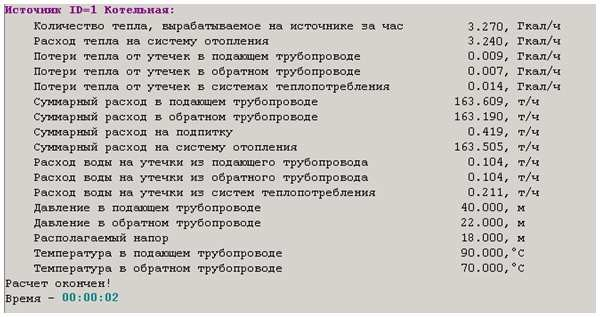 Источник ID=1 Котельная:
Количество тепла, вырабатываемое на источнике за час 3.270, Гкал/ч
Расход тепла на систему отопления 3.240, Гкал/ч
Потери тепла от утечек в подающем трубопроводе 0.009, Гкал/ч
Потери тепла от утечек в обратном трубопроводе 0.007, Гкал/ч
Потери тепла от утечек в системах теплопотребления 0.014, Гкал/ч
Суммарный расход в подающем трубопроводе 163.609, т/ч
Суммарный расход в обратном трубопроводе 163.190, т/ч
Суммарный расход на подпитку 0.419, т/ч
Суммарный расход на систему отопления 163.505, т/ч
Расход воды на утечки из подающего трубопровода 0.104, т/ч
Расход воды на утечки из обратного трубопровода 0.104, т/ч
Расход воды на утечки из систем теплопотребления 0.211, т/ч
Давление в подающем трубопроводе 40.000, м
Давление в обратном трубопроводе 22.000, м
Располагаемый напор 18.000, м
Температура в подающем трубопроводе 90.000,°C
Температура в обратном трубопроводе 70.000,°C
Расчет окончен!
Время - 00:00:02